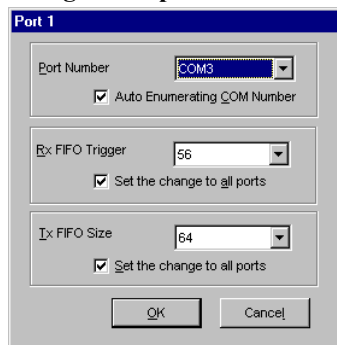 Port 1
Port Number
COM3
Auto Enumerating COM Number
Rx FIFO Trigger
56
Set the change to all ports
Tx FIFO Size
64
Set the change to all ports
OK
Cancel